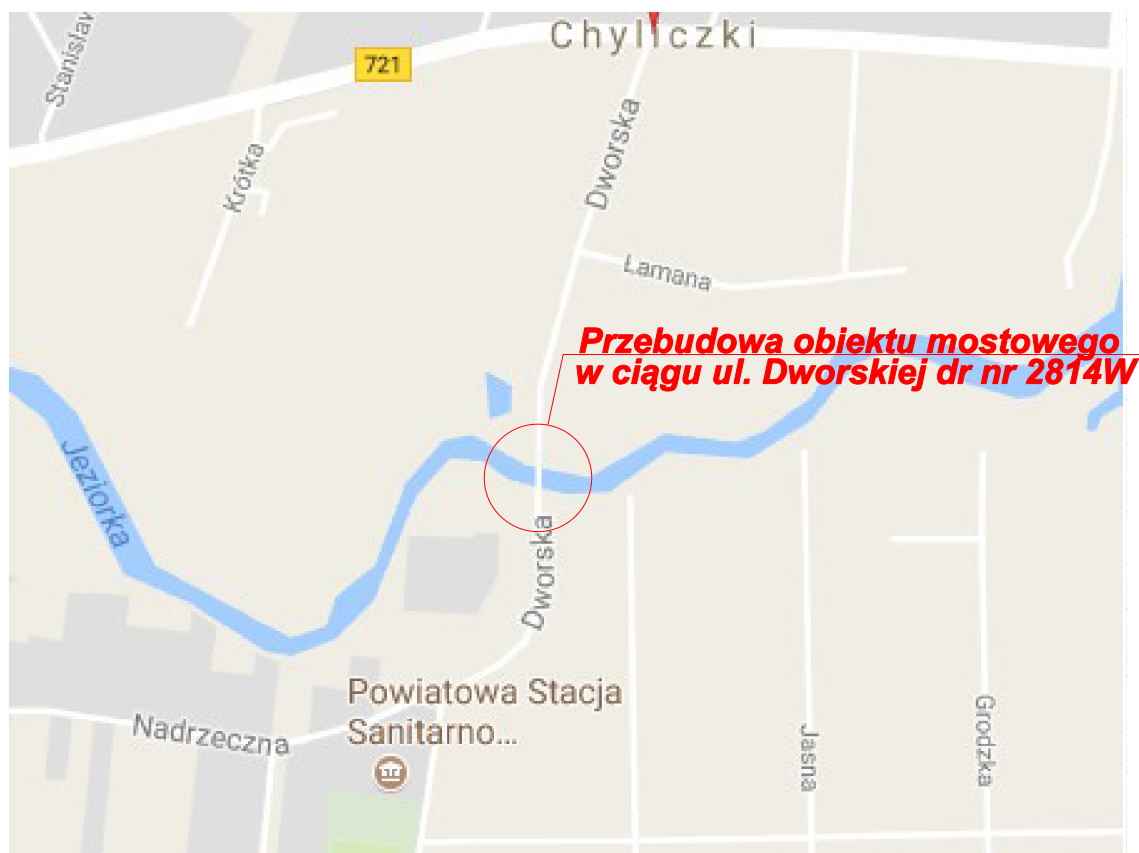 Chyliczki
721
Stanisław
Krótka
Dworska
Łamana
Przebudowa obiektu mostowego
w ciągu ul. Dworskiej dr nr 2814W
Jeziorka
Dworska
Powiatowa Stacja
Sanitarno...
Nadrzeczna
Jasna
Grodzka